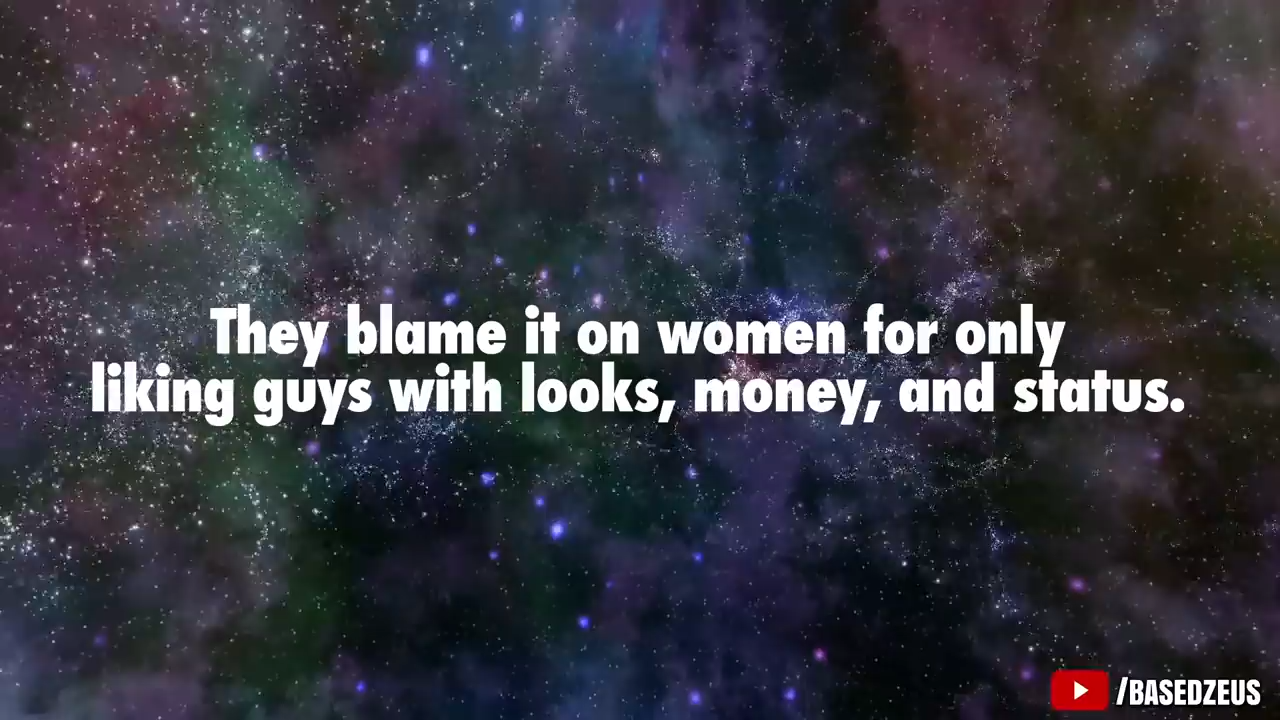 They blame it on women for only
liking guys with looks, money, and status.
/BASEDZEUS